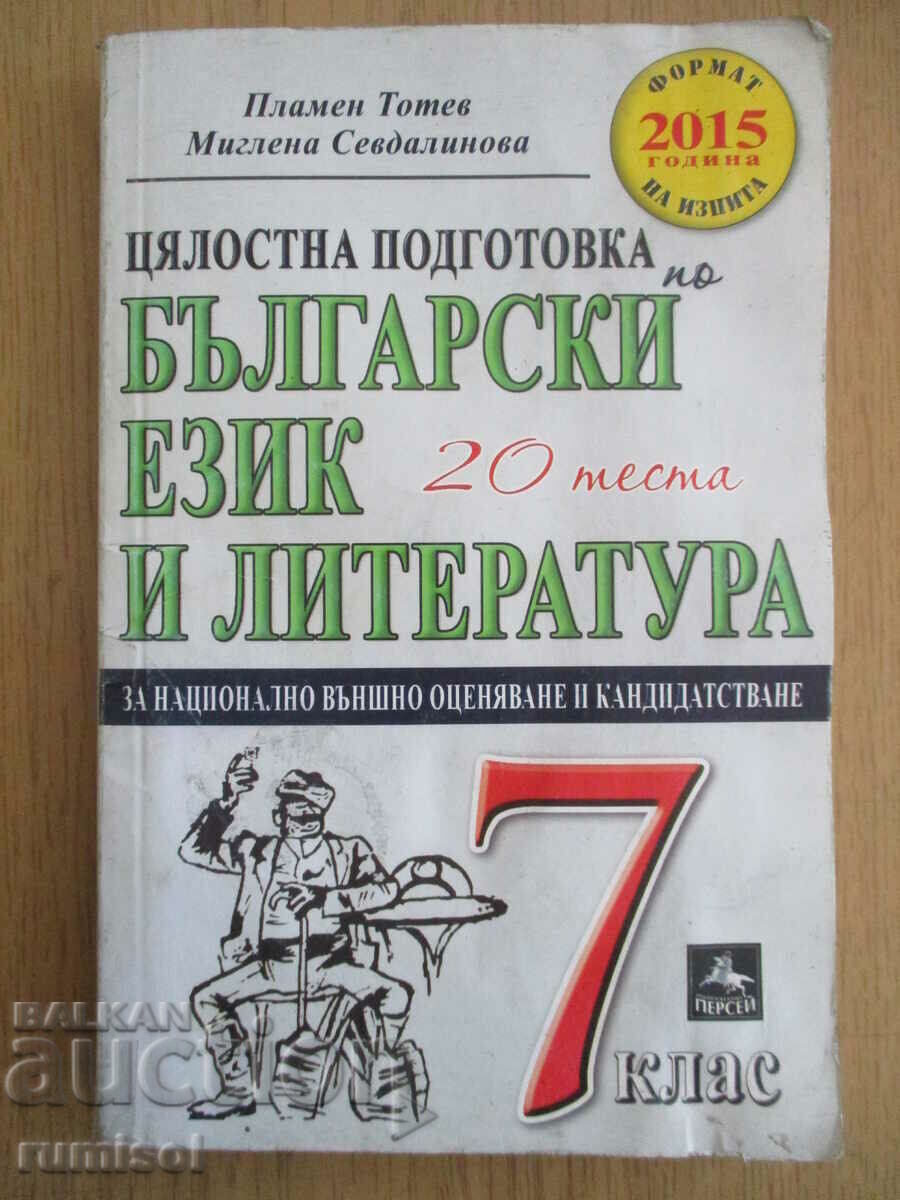 Пламен Тотев
Миглена Севдалинова
ФОРМАТ
2015
година
НА ИЗПИТА
ЦЯЛОСТНА ПОДГОТОВКА
по
БЪЛГАРСКИ
ЕЗИК
20 теста
И ЛИТЕРАТУРА
ЗА НАЦИОНАЛНО ВЪНШНО ОЦЕНЯВАНЕ И КАНДИДАТСТВАНЕ
7
клас
ПЕРСЕЙ
BALKAN
аукцион
rumisol